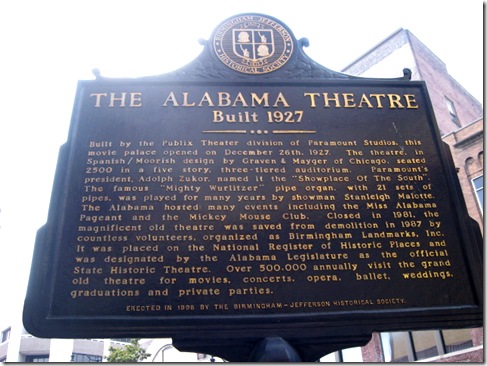 BIRMINGHAM JEFFERSON
HISTORICAL SOCIETY
THE ALABAMA THEATRE
Built 1927
Built by the Publix Theater division of Paramount Studios, this
movie palace opened on December 26th, 1927. The theatre, in
Spanish/Moorish design by Graven & Mayger of Chicago, seated
2500 in a five story, three-tiered auditorium. Paramount's
president, Adolph Zukor, named it the "Showplace Of The South".
The famous "Mighty Wurlitzer" pipe organ, with 21 sets of
pipes, was played for many years by showman Stanleigh Malotte.
The Alabama hosted many events including the Miss Alabama
Pageant and the Mickey Mouse Club. Closed in 1981, the
magnificent old theatre was saved from demolition in 1987 by
countless volunteers, organized as Birmingham Landmarks, Inc.
It was placed on the National Register of Historic Places and
was designated by the Alabama Legislature as the official
State Historic Theatre. Over 500,000 annually visit the grand
old theatre for movies, concerts, opera, ballet, weddings,
graduations and private parties.
ERECTED IN 1998 BY THE BIRMINGHAM-JEFFERSON HISTORICAL SOCIETY.